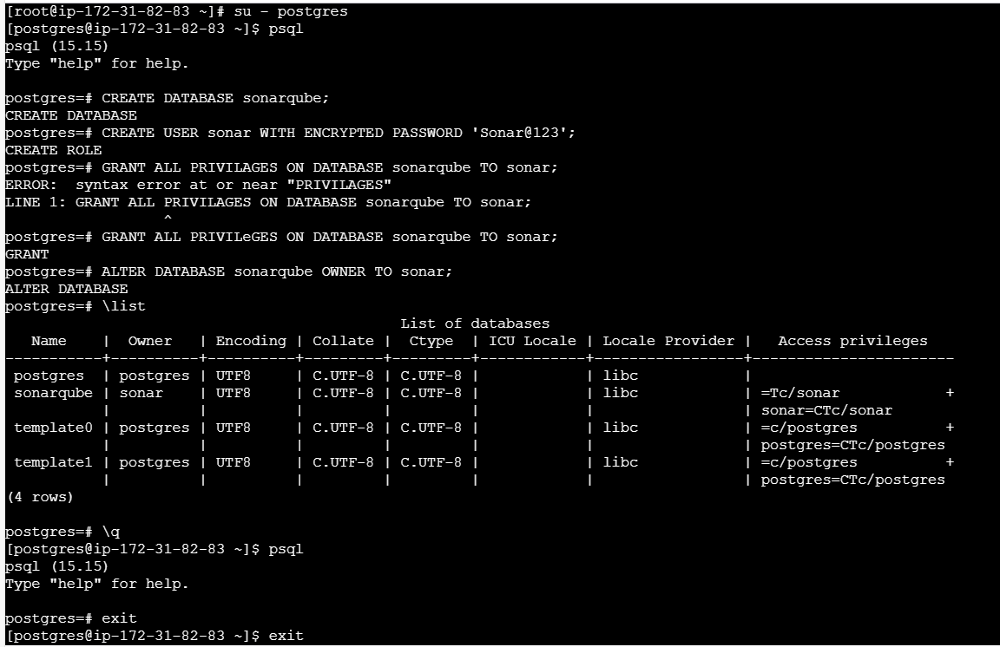 [root@ip-172-31-82-83 ~]# su - postgres
[postgres@ip-172-31-82-83 ~]$ psql
psql (15.15)
Type "help" for help.

postgres=# CREATE DATABASE sonarqube;
CREATE DATABASE
postgres=# CREATE USER sonar WITH ENCRYPTED PASSWORD 'Sonar@123';
CREATE ROLE
postgres=# GRANT ALL PRIVILAGES ON DATABASE sonarqube TO sonar;
ERROR:  syntax error at or near "PRIVILAGES"
LINE 1: GRANT ALL PRIVILAGES ON DATABASE sonarqube TO sonar;
                  ^
postgres=# GRANT ALL PRIVILeGES ON DATABASE sonarqube TO sonar;
GRANT
postgres=# ALTER DATABASE sonarqube OWNER TO sonar;
ALTER DATABASE
postgres=# \list
                                             List of databases
   Name    |  Owner   | Encoding | Collate |  Ctype  | ICU Locale | Locale Provider |   Access privileges
-----------+----------+----------+---------+---------+------------+-----------------+-----------------------
 postgres  | postgres | UTF8     | C.UTF-8 | C.UTF-8 |            | libc            |
 sonarqube | sonar    | UTF8     | C.UTF-8 | C.UTF-8 |            | libc            | =Tc/sonar            +
           |          |          |         |         |            |                 | sonar=CTc/sonar
 template0 | postgres | UTF8     | C.UTF-8 | C.UTF-8 |            | libc            | =c/postgres          +
           |          |          |         |         |            |                 | postgres=CTc/postgres
 template1 | postgres | UTF8     | C.UTF-8 | C.UTF-8 |            | libc            | =c/postgres          +
           |          |          |         |         |            |                 | postgres=CTc/postgres
(4 rows)

postgres=# \q
[postgres@ip-172-31-82-83 ~]$ psql
psql (15.15)
Type "help" for help.

postgres=# exit
[postgres@ip-172-31-82-83 ~]$ exit